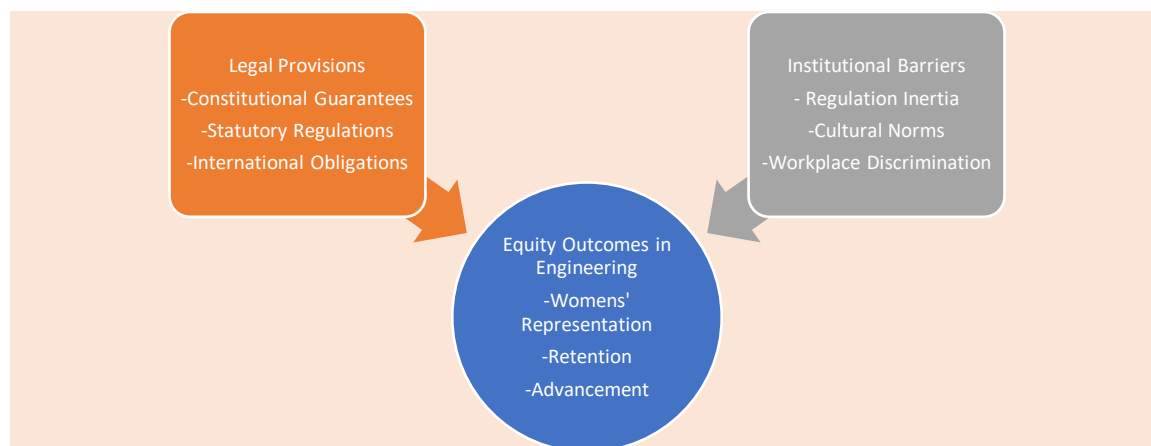 Legal Provisions
-Constitutional Guarantees
-Statutory Regulations
-International Obligations
Institutional Barriers
- Regulation Inertia
-Cultural Norms
-Workplace Discrimination
Equity Outcomes in
Engineering
-Womens'
Representation
-Retention
-Advancement